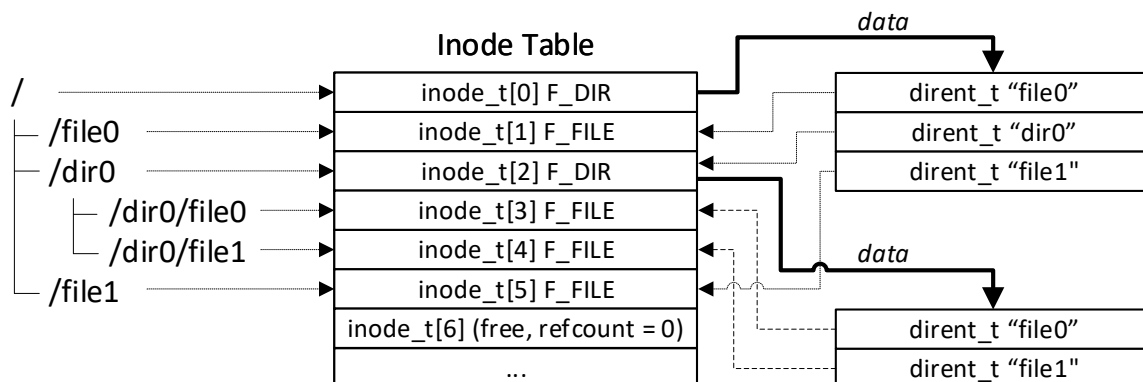 Inode Table
/
/file0
/dir0
/dir0/file0
/dir0/file1
/file1
inode_t[0] F_DIR
inode_t[1] F_FILE
inode_t[2] F_DIR
inode_t[3] F_FILE
inode_t[4] F_FILE
inode_t[5] F_FILE
inode_t[6] (free, refcount = 0)
...
data
dirent_t “file0”
dirent_t “dir0”
dirent_t “file1"
data
dirent_t “file0”
dirent_t “file1"